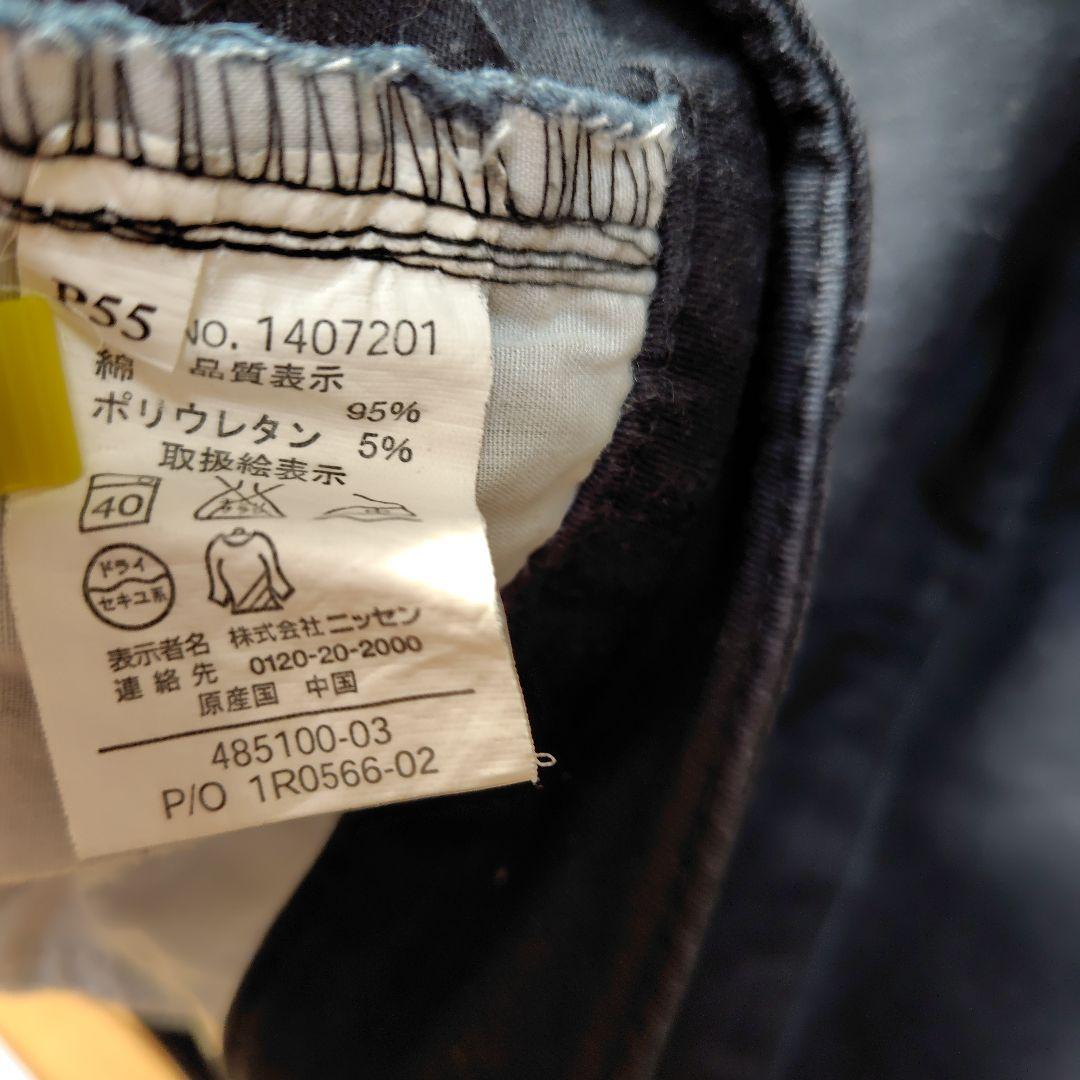 B55
NO. 1407201
品質表示
綿 95%
ポリウレタン 5%
取扱絵表示
40
ドライ
セキユ系
表示者名 株式会社ニッセン
連絡先 0120-20-2000
原産国 中国
485100-03
P/O 1R0566-02